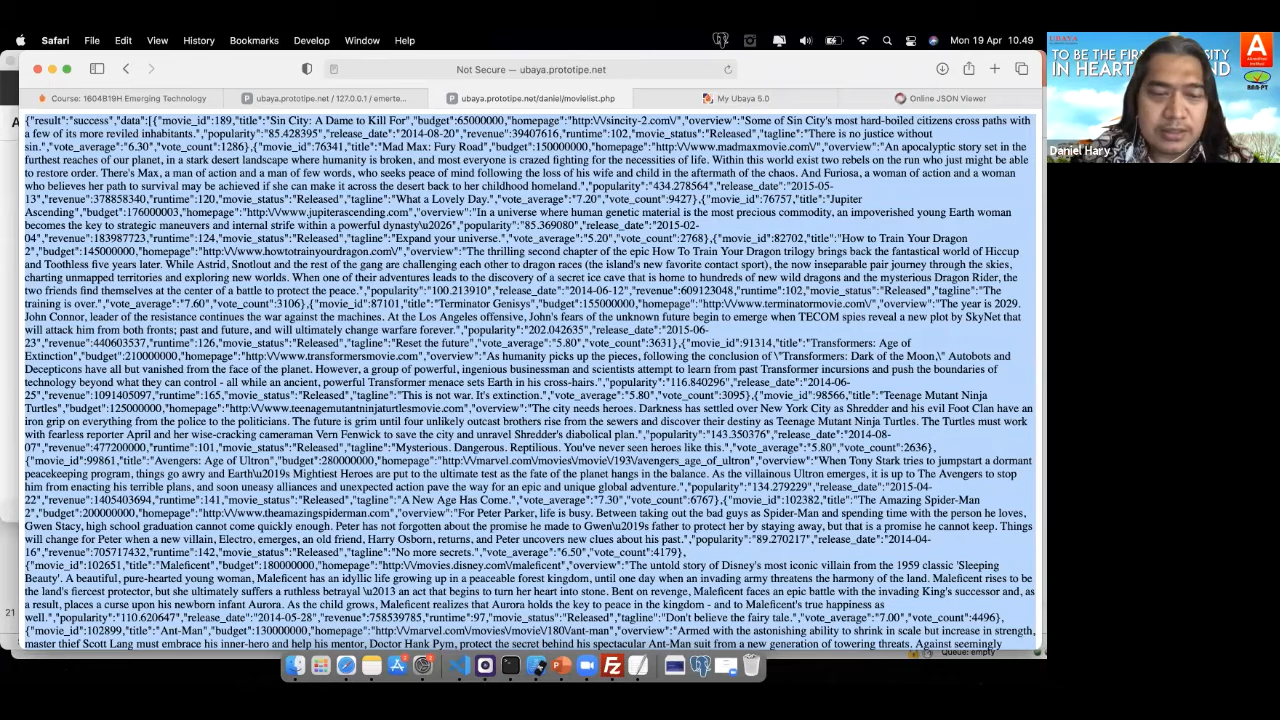 Safari File Edit View History Bookmarks Develop Window Help Mon 19 Apr 10.49
Not Secure — ubaya.prototipe.net
Course: 1604B19H Emerging Technology
ubaya.prototipe.net / 127.0.0.1 / emerte...
ubaya.prototipe.net/daniel/movielist.php
My Ubaya 5.0
Online JSON Viewer
{"result":"success","data":[{"movie_id":189,"title":"Sin City: A Dame to Kill For","budget":65000000,"homepage":"http:\/\/sincity-2.com\/","overview":"Some of Sin City's most hard-boiled citizens cross paths with
a few of its more reviled inhabitants.","popularity":"85.428395","release_date":"2014-08-20","revenue":39407616,"runtime":102,"movie_status":"Released","tagline":"There is no justice without
sin.","vote_average":"6.30","vote_count":1286},{"movie_id":76341,"title":"Mad Max: Fury Road","budget":150000000,"homepage":"http:\/\/www.madmaxmovie.com\/","overview":"An apocalyptic story set in the
furthest reaches of our planet, in a stark desert landscape where humanity is broken, and most everyone is crazed fighting for the necessities of life. Within this world exist two rebels on the run who just might be able
to restore order. There's Max, a man of action and a man of few words, who seeks peace of mind following the loss of his wife and child in the aftermath of the chaos. And Furiosa, a woman of action and a woman
who believes her path to survival may be achieved if she can make it across the desert back to her childhood homeland.","popularity":"434.278564","release_date":"2015-05-
13","revenue":378858340,"runtime":120,"movie_status":"Released","tagline":"What a Lovely Day.","vote_average":"7.20","vote_count":9427},{"movie_id":76757,"title":"Jupiter
Ascending","budget":176000003,"homepage":"http:\/\/www.jupiterascending.com","overview":"In a universe where human genetic material is the most precious commodity, an impoverished young Earth woman
becomes the key to strategic maneuvers and internal strife within a powerful dynasty\u2026","popularity":"85.369080","release_date":"2015-02-
04","revenue":183987723,"runtime":124,"movie_status":"Released","tagline":"Expand your universe.","vote_average":"5.20","vote_count":2768},{"movie_id":82702,"title":"How to Train Your Dragon
2","budget":145000000,"homepage":"http:\/\/www.howtotrainyourdragon.com\/","overview":"The thrilling second chapter of the epic How To Train Your Dragon trilogy brings back the fantastical world of Hiccup
and Toothless five years later. While Astrid, Snotlout and the rest of the gang are challenging each other to dragon races (the island's new favorite contact sport), the now inseparable pair journey through the skies,
charting unmapped territories and exploring new worlds. When one of their adventures leads to the discovery of a secret ice cave that is home to hundreds of new wild dragons and the mysterious Dragon Rider, the
two friends find themselves at the center of a battle to protect the peace.","popularity":"100.213910","release_date":"2014-06-12","revenue":609123048,"runtime":102,"movie_status":"Released","tagline":"The
training is over.","vote_average":"7.60","vote_count":3106},{"movie_id":87101,"title":"Terminator Genisys","budget":155000000,"homepage":"http:\/\/www.terminatormovie.com\/","overview":"The year is 2029.
John Connor, leader of the resistance continues the war against the machines. At the Los Angeles offensive, John's fears of the unknown future begin to emerge when TECOM spies reveal a new plot by SkyNet that
will attack him from both fronts; past and future, and will ultimately change warfare forever.","popularity":"202.042635","release_date":"2015-06-
23","revenue":440603537,"runtime":126,"movie_status":"Released","tagline":"Reset the future","vote_average":"5.80","vote_count":3631},{"movie_id":91314,"title":"Transformers: Age of
Extinction","budget":210000000,"homepage":"http:\/\/www.transformersmovie.com","overview":"As humanity picks up the pieces, following the conclusion of \"Transformers: Dark of the Moon,\" Autobots and
Decepticons have all but vanished from the face of the planet. However, a group of powerful, ingenious businessman and scientists attempt to learn from past Transformer incursions and push the boundaries of
technology beyond what they can control - all while an ancient, powerful Transformer menace sets Earth in his cross-hairs.","popularity":"116.840296","release_date":"2014-06-
25","revenue":1091405097,"runtime":165,"movie_status":"Released","tagline":"This is not war. It's extinction.","vote_average":"5.80","vote_count":3095},{"movie_id":98566,"title":"Teenage Mutant Ninja
Turtles","budget":125000000,"homepage":"http:\/\/www.teenagemutantninjaturtlesmovie.com","overview":"The city needs heroes. Darkness has settled over New York City as Shredder and his evil Foot Clan have an
iron grip on everything from the police to the politicians. The future is grim until four unlikely outcast brothers rise from the sewers and discover their destiny as Teenage Mutant Ninja Turtles. The Turtles must work
with fearless reporter April and her wise-cracking cameraman Vern Fenwick to save the city and unravel Shredder's diabolical plan.","popularity":"143.350376","release_date":"2014-08-
07","revenue":477200000,"runtime":101,"movie_status":"Released","tagline":"Mysterious. Dangerous. Reptilious. You've never seen heroes like this.","vote_average":"5.80","vote_count":2636},
{"movie_id":99861,"title":"Avengers: Age of Ultron","budget":280000000,"homepage":"http:\/\/marvel.com\/movies\/movie\/193\/avengers_age_of_ultron","overview":"When Tony Stark tries to jumpstart a dormant
peacekeeping program, things go awry and Earth\u2019s Mightiest Heroes are put to the ultimate test as the fate of the planet hangs in the balance. As the villainous Ultron emerges, it is up to The Avengers to stop
him from enacting his terrible plans, and soon uneasy alliances and unexpected action pave the way for an epic and unique global adventure.","popularity":"134.279229","release_date":"2015-04-
22","revenue":1405403694,"runtime":141,"movie_status":"Released","tagline":"A New Age Has Come.","vote_average":"7.30","vote_count":6767},{"movie_id":102382,"title":"The Amazing Spider-Man
2","budget":200000000,"homepage":"http:\/\/www.theamazingspiderman.com","overview":"For Peter Parker, life is busy. Between taking out the bad guys as Spider-Man and spending time with the person he loves,
Gwen Stacy, high school graduation cannot come quickly enough. Peter has not forgotten about the promise he made to Gwen\u2019s father to protect her by staying away, but that is a promise he cannot keep. Things
will change for Peter when a new villain, Electro, emerges, an old friend, Harry Osborn, returns, and Peter uncovers new clues about his past.","popularity":"89.270217","release_date":"2014-04-
16","revenue":705717432,"runtime":142,"movie_status":"Released","tagline":"No more secrets.","vote_average":"6.50","vote_count":4179},
{"movie_id":102651,"title":"Maleficent","budget":180000000,"homepage":"http:\/\/movies.disney.com\/maleficent","overview":"The untold story of Disney's most iconic villain from the 1959 classic 'Sleeping
Beauty'. A beautiful, pure-hearted young woman, Maleficent has an idyllic life growing up in a peaceable forest kingdom, until one day when an invading army threatens the harmony of the land. Maleficent rises to be
the land's fiercest protector, but she ultimately suffers a ruthless betrayal \u2013 an act that begins to turn her heart into stone. Bent on revenge, Maleficent faces an epic battle with the invading King's successor and, as
a result, places a curse upon his newborn infant Aurora. As the child grows, Maleficent realizes that Aurora holds the key to peace in the kingdom - and to Maleficent's true happiness as
well.","popularity":"110.620647","release_date":"2014-05-28","revenue":758539785,"runtime":97,"movie_status":"Released","tagline":"Don't believe the fairy tale.","vote_average":"7.00","vote_count":4496},
{"movie_id":102899,"title":"Ant-Man","budget":130000000,"homepage":"http:\/\/marvel.com\/movies\/movie\/180\/ant-man","overview":"Armed with the astonishing ability to shrink in scale but increase in strength,
master thief Scott Lang must embrace his inner-hero and help his mentor, Doctor Hank Pym, protect the secret behind his spectacular Ant-Man suit from a new generation of towering threats. Against seemingly
21
Queue: empty
UBAYA
TO BE THE FIRS
SITY
IN HEART
ND
A
BAN-PT
Daniel Hary